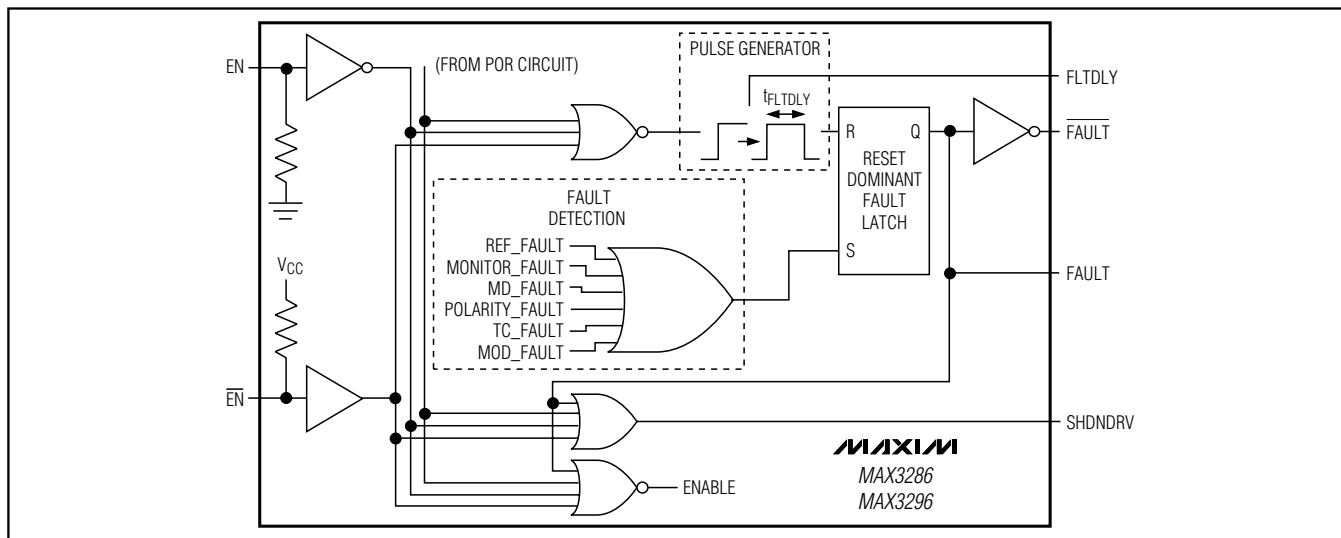 PULSE GENERATOR
EN
(FROM POR CIRCUIT)
FLTDLY
tFLTDLY
R
Q
FAULT
RESET
DOMINANT
FAULT
LATCH
FAULT
DETECTION
REF_FAULT
MONITOR_FAULT
MD_FAULT
POLARITY_FAULT
TC_FAULT
MOD_FAULT
S
VCC
FAULT
EN
SHDNDRV
MAXIM
MAX3286
MAX3296
ENABLE